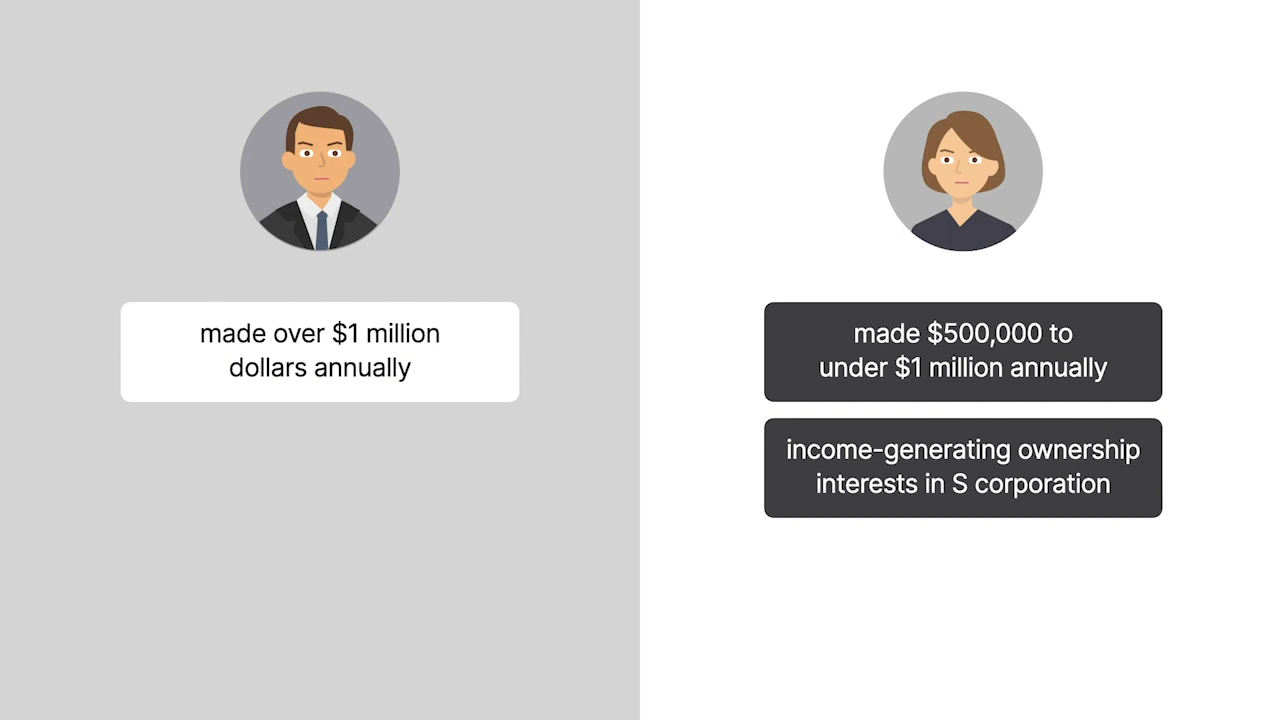 made over $1 million
dollars annually
made $500,000 to
under $1 million annually
income-generating ownership
interests in S corporation